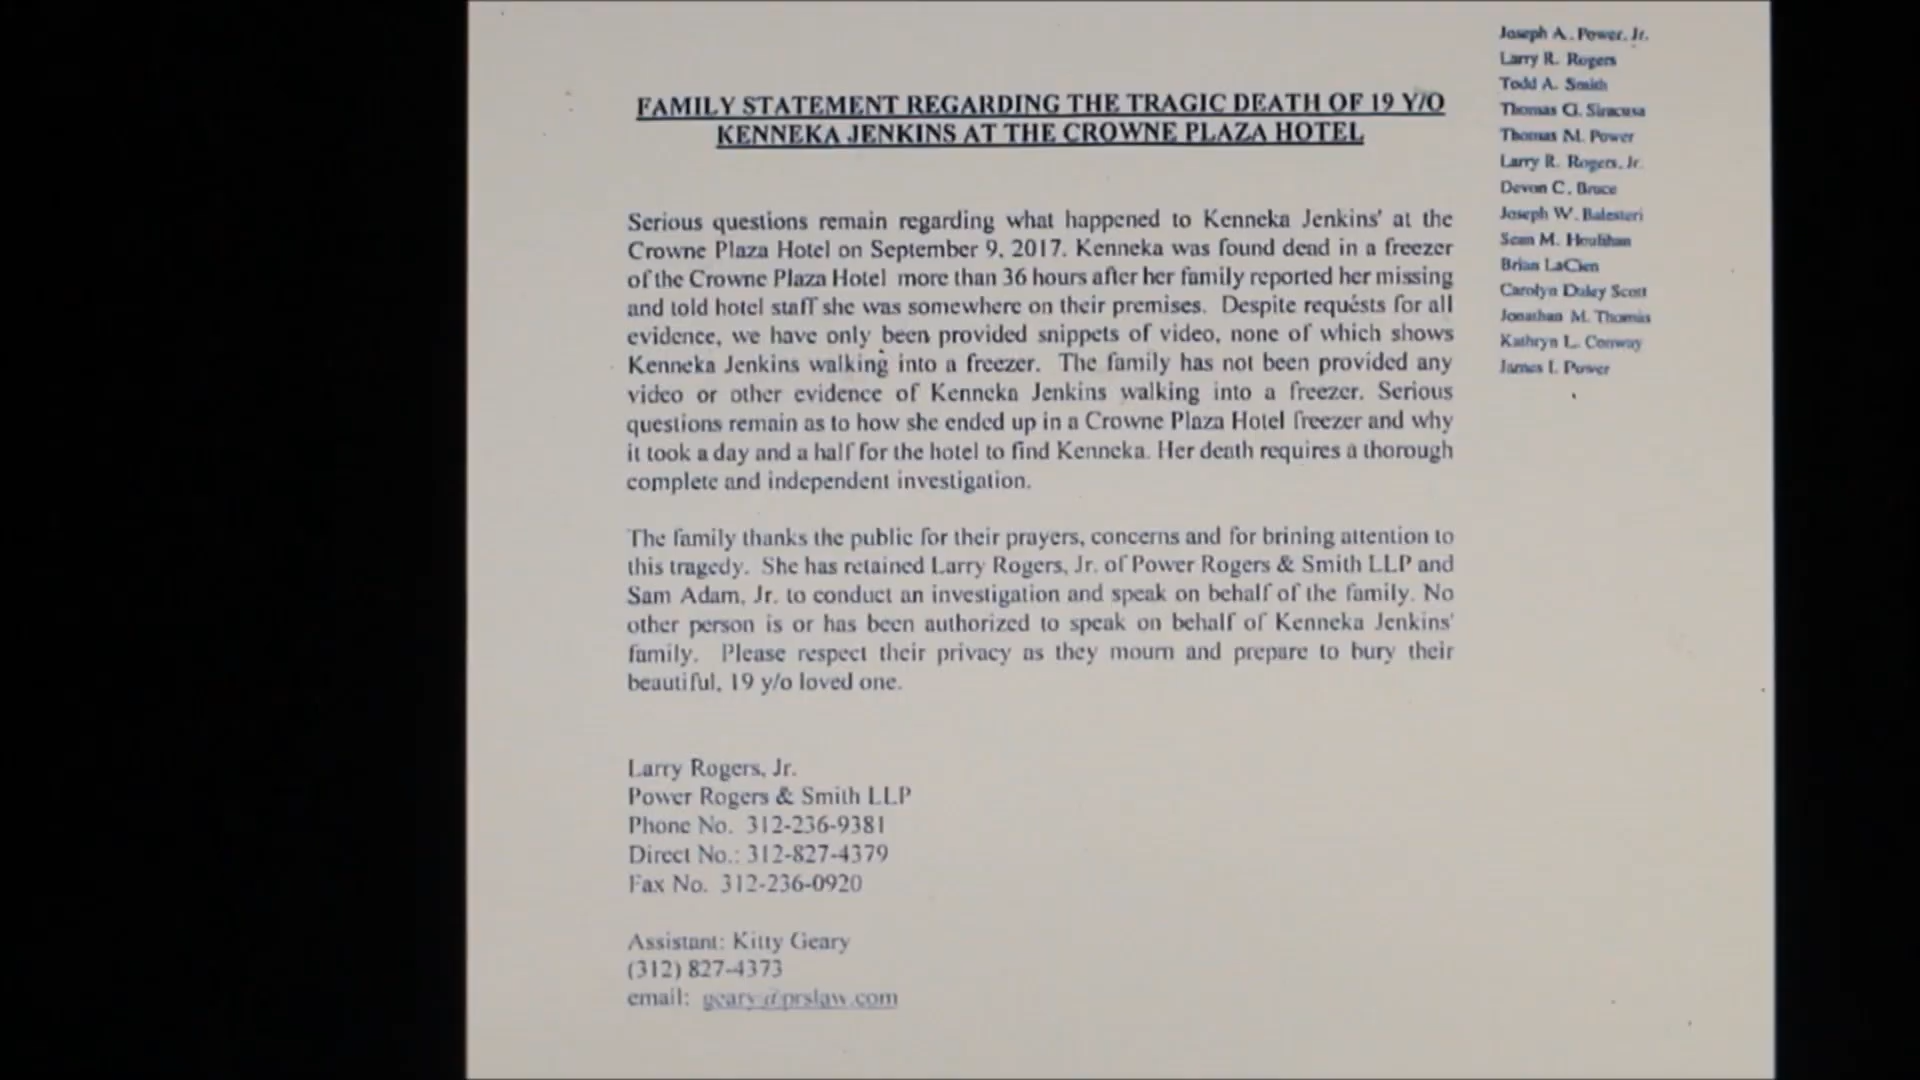 FAMILY STATEMENT REGARDING THE TRAGIC DEATH OF 19 Y/O
KENNEKA JENKINS AT THE CROWNE PLAZA HOTEL
Serious questions remain regarding what happened to Kenneka Jenkins' at the
Crowne Plaza Hotel on September 9, 2017. Kenneka was found dead in a freezer
of the Crowne Plaza Hotel more than 36 hours after her family reported her missing
and told hotel staff she was somewhere on their premises. Despite requests for all
evidence, we have only been provided snippets of video, none of which shows
Kenneka Jenkins walking into a freezer. The family has not been provided any
video or other evidence of Kenneka Jenkins walking into a freezer. Serious
questions remain as to how she ended up in a Crowne Plaza Hotel freezer and why
it took a day and a half for the hotel to find Kenneka. Her death requires a thorough
complete and independent investigation.
The family thanks the public for their prayers, concerns and for brining attention to
this tragedy. She has retained Larry Rogers, Jr. of Power Rogers & Smith LLP and
Sam Adam, Jr. to conduct an investigation and speak on behalf of the family. No
other person is or has been authorized to speak on behalf of Kenneka Jenkins'
family. Please respect their privacy as they mourn and prepare to bury their
beautiful, 19 y/o loved one.
Larry Rogers, Jr.
Power Rogers & Smith LLP
Phone No. 312-236-9381
Direct No.: 312-827-4379
Fax No. 312-236-0920
Assistant: Kitty Geary
(312) 827-4373
email: geary@prslaw.com
Joseph A. Power, Jr.
Larry R. Rogers
Todd A. Smith
Thomas G. Siracusa
Thomas M. Power
Larry R. Rogers, Jr.
Devon C. Bruce
Joseph W. Balesteri
Sean M. Houlihan
Brian LaCien
Carolyn Daley Scott
Jonathan M. Thomas
Kathryn L. Conway
James I. Power